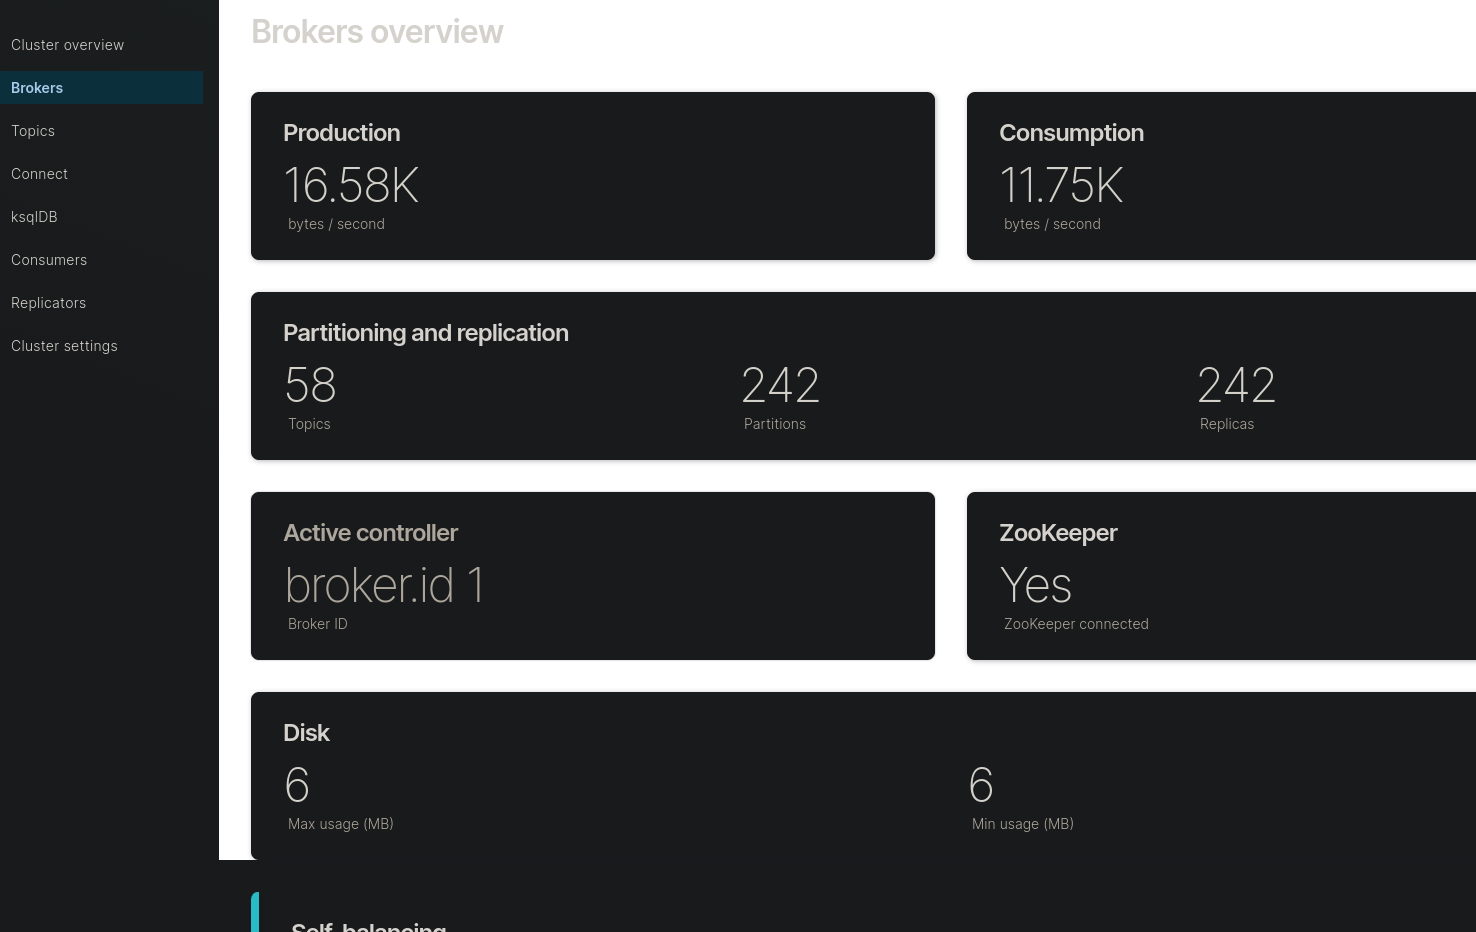 Cluster overview
Brokers
Topics
Connect
ksqlDB
Consumers
Replicators
Cluster settings
Brokers overview
Production
16.58K
bytes / second
Consumption
11.75K
bytes / second
Partitioning and replication
58
Topics
242
Partitions
242
Replicas
Active controller
broker.id 1
Broker ID
ZooKeeper
Yes
ZooKeeper connected
Disk
6
Max usage (MB)
6
Min usage (MB)
Self-balancing